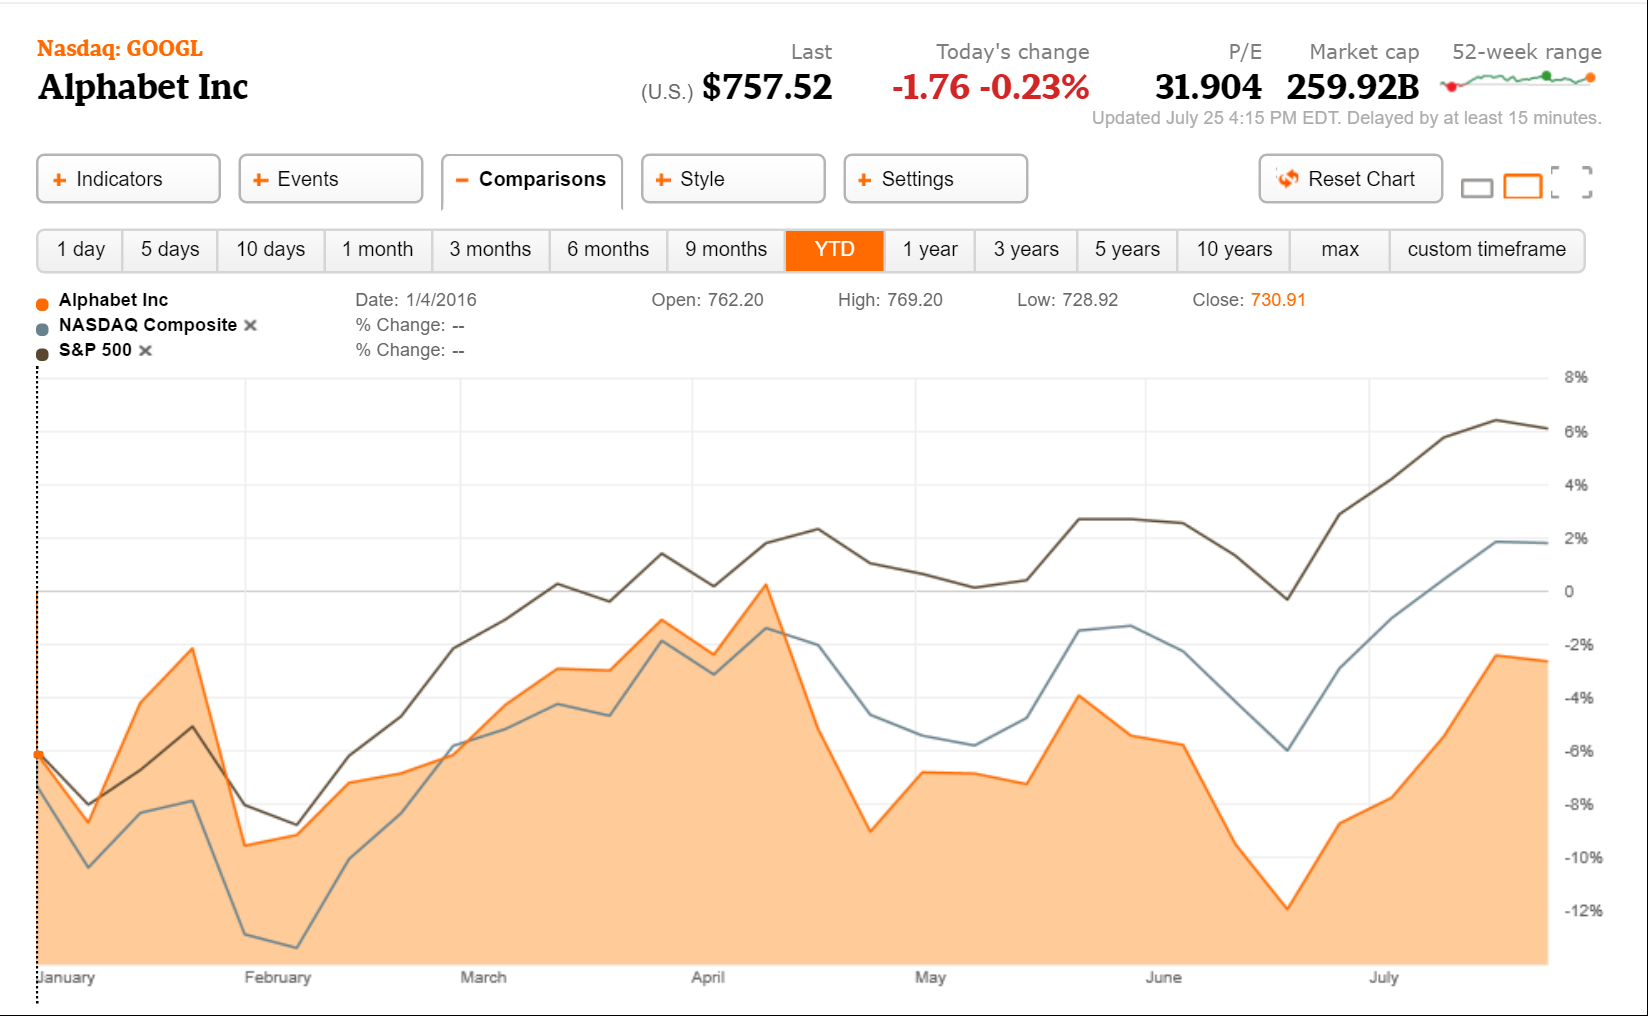 Nasdaq: GOOGL
Alphabet Inc
Last Today's change P/E Market cap 52-week range
(U.S.) $757.52 -1.76 -0.23% 31.904 259.92B
Updated July 25 4:15 PM EDT. Delayed by at least 15 minutes.
+ Indicators + Events − Comparisons + Style + Settings Reset Chart
1 day 5 days 10 days 1 month 3 months 6 months 9 months YTD 1 year 3 years 5 years 10 years max custom timeframe
Alphabet Inc Date: 1/4/2016 Open: 762.20 High: 769.20 Low: 728.92 Close: 730.91
NASDAQ Composite × % Change: --
S&P 500 × % Change: --
8%
6%
4%
2%
0
-2%
-4%
-6%
-8%
-10%
-12%
January February March April May June July